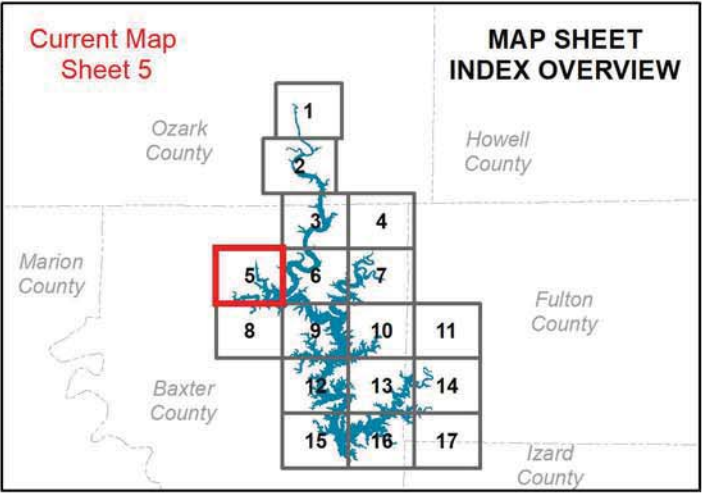 Current Map
Sheet 5
MAP SHEET
INDEX OVERVIEW
Ozark
County
Howell
County
Marion
County
Fulton
County
Baxter
County
Izard
County
1
2
3 4
5 6 7
8 9 10 11
12 13 14
15 16 17